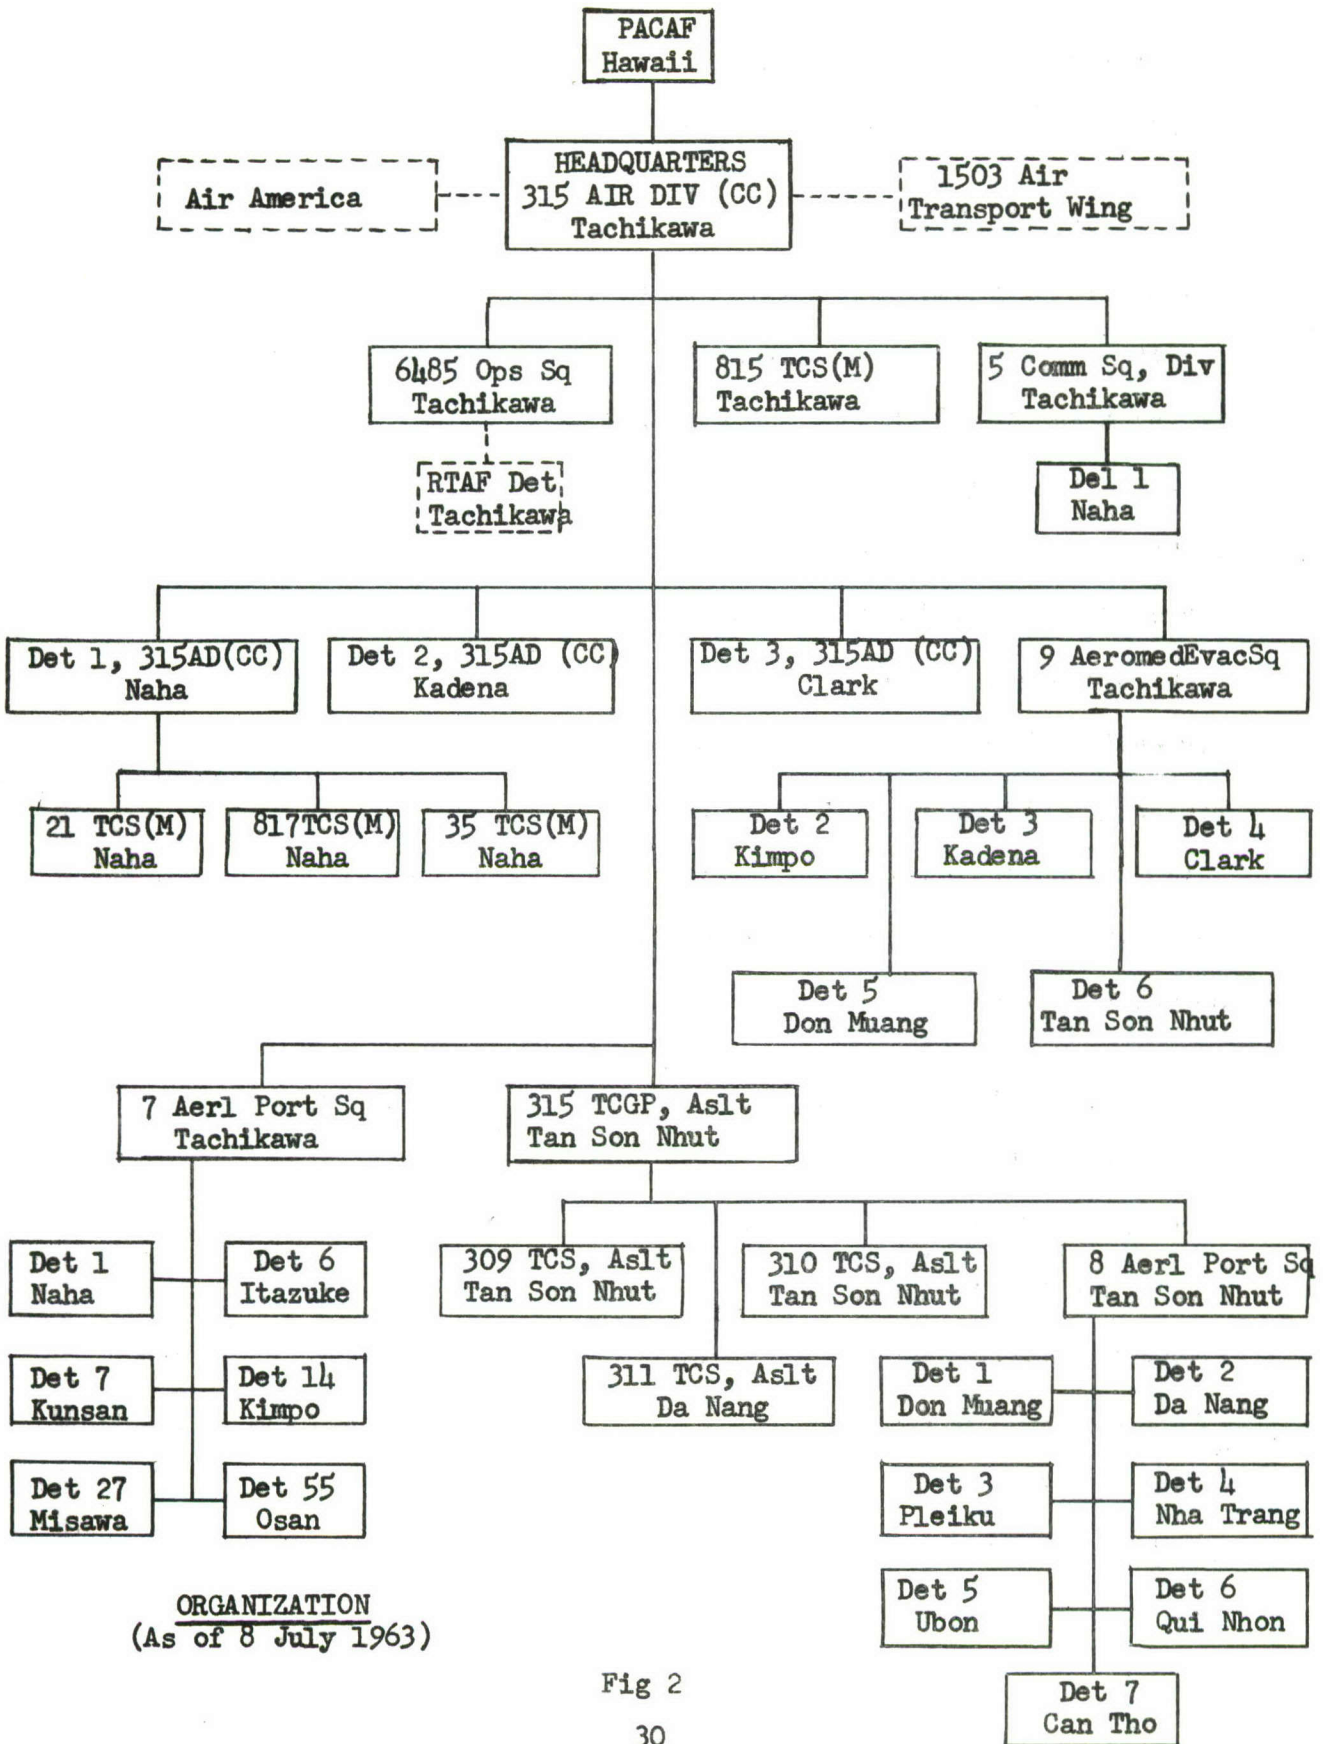 PACAF
Hawaii
Air America
HEADQUARTERS
315 AIR DIV (CC)
Tachikawa
1503 Air
Transport Wing
6485 Ops Sq
Tachikawa
815 TCS(M)
Tachikawa
5 Comm Sq, Div
Tachikawa
RTAF Det
Tachikawa
Del 1
Naha
Det 1, 315AD(CC)
Naha
Det 2, 315AD (CC)
Kadena
Det 3, 315AD (CC)
Clark
9 AeromedEvacSq
Tachikawa
21 TCS(M)
Naha
817TCS(M)
Naha
35 TCS(M)
Naha
Det 2
Kimpo
Det 3
Kadena
Det 4
Clark
Det 5
Don Muang
Det 6
Tan Son Nhut
7 Aerl Port Sq
Tachikawa
315 TCGP, Aslt
Tan Son Nhut
Det 1
Naha
Det 6
Itazuke
Det 7
Kunsan
Det 14
Kimpo
Det 27
Misawa
Det 55
Osan
309 TCS, Aslt
Tan Son Nhut
310 TCS, Aslt
Tan Son Nhut
8 Aerl Port Sq
Tan Son Nhut
311 TCS, Aslt
Da Nang
Det 1
Don Muang
Det 2
Da Nang
Det 3
Pleiku
Det 4
Nha Trang
Det 5
Ubon
Det 6
Qui Nhon
Det 7
Can Tho
ORGANIZATION
(As of 8 July 1963)
Fig 2
30